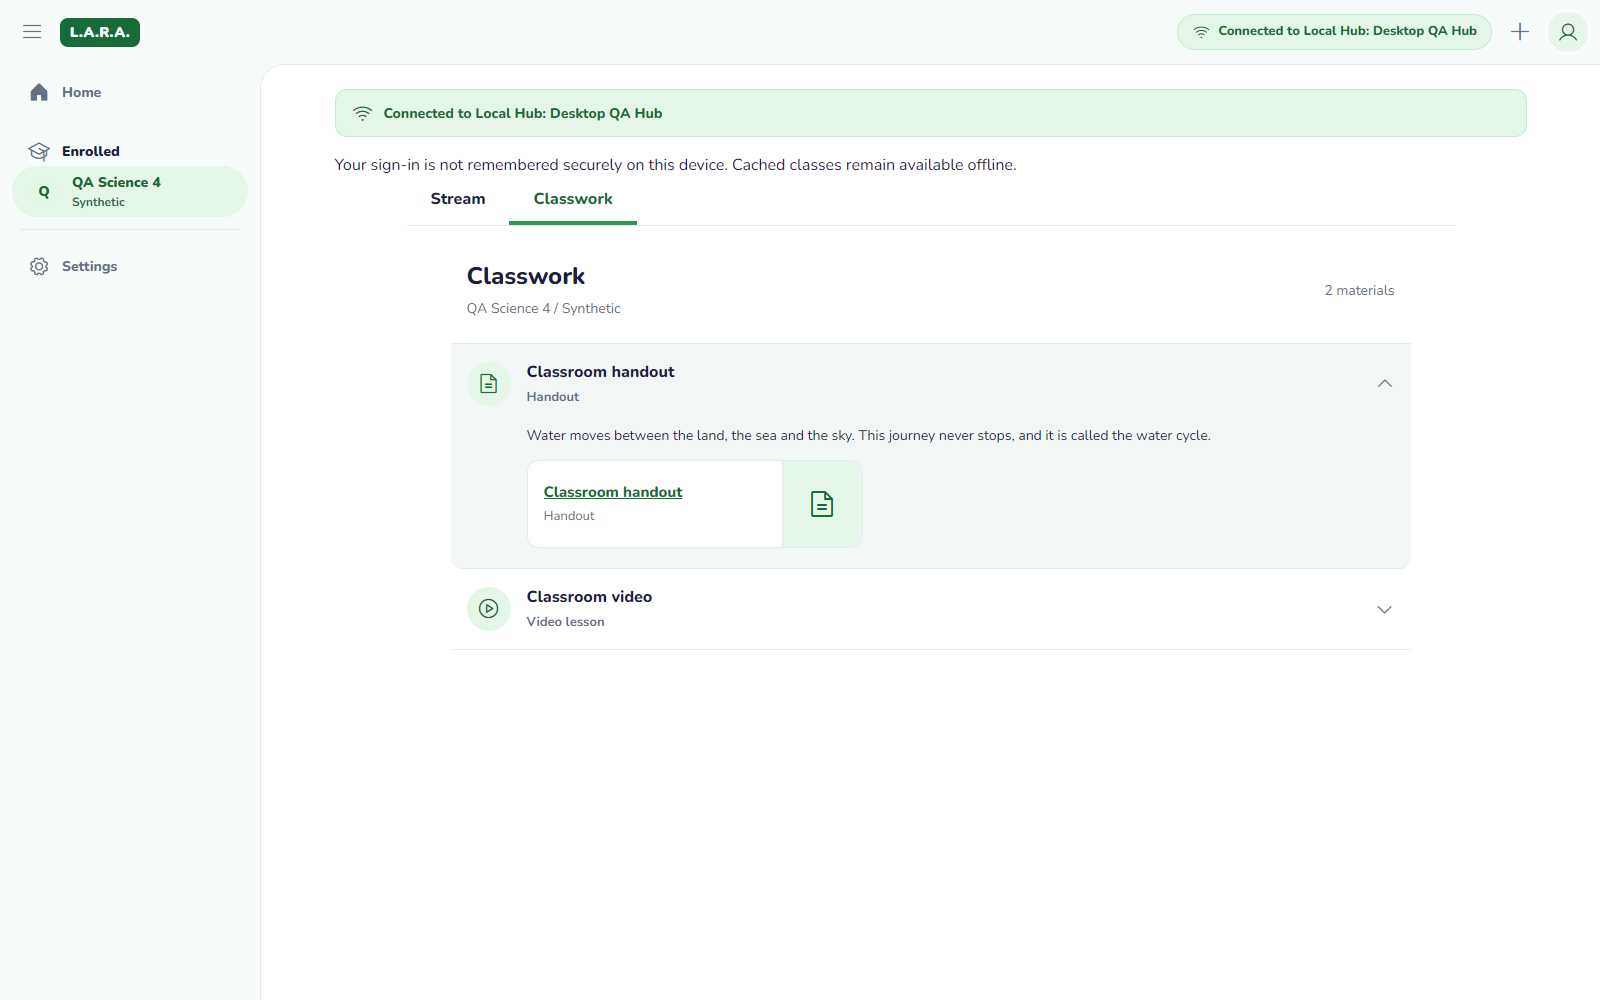 L.A.R.A.
Connected to Local Hub: Desktop QA Hub
Home
Enrolled
Q
QA Science 4
Synthetic
Settings
Connected to Local Hub: Desktop QA Hub
Your sign-in is not remembered securely on this device. Cached classes remain available offline.
Stream
Classwork
Classwork
QA Science 4 / Synthetic
2 materials
Classroom handout
Handout
Water moves between the land, the sea and the sky. This journey never stops, and it is called the water cycle.
Classroom handout
Handout
Classroom video
Video lesson